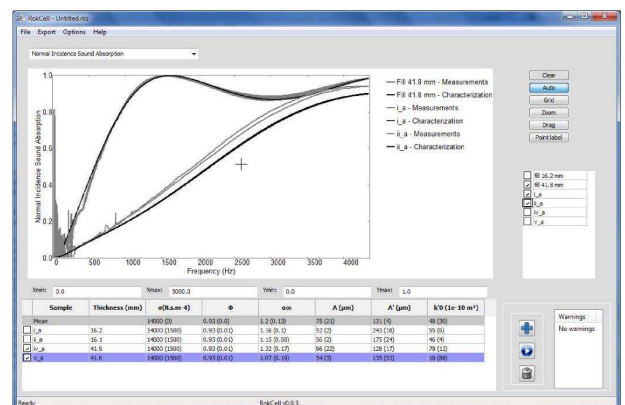 RokCell - Untitled.rks
File Export Options Help
Normal Incidence Sound Absorption
1.0
0.8
0.6
0.4
0.2
0.0
Normal Incidence Sound Absorption
0 500 1000 1500 2000 2500 3000 3500 4000
Frequency (Hz)
Fill 41.8 mm - Measurements
Fill 41.8 mm - Characterization
i_a - Measurements
i_a - Characterization
ii_a - Measurements
ii_a - Characterization
Clear
Auto
Grid
Zoom
Drag
Point label
fill 16.2 mm
fill 41.8 mm
i_a
ii_a
iv_a
v_a
Xmin: 0.0 Xmax: 5000.0 Ymin: 0.0 Ymax: 1.0
Sample Thickness (mm) σ(N.s.m-4) Φ α∞ Λ (μm) Λ' (μm) k'0 (1e-10 m²)
Mean 14000 (0) 0.93 (0.0) 1.2 (0.13) 75 (21) 131 (4) 48 (30)
i_a 16.2 14000 (1500) 0.93 (0.01) 1.16 (0.1) 52 (2) 243 (18) 55 (6)
ii_a 16.1 14000 (1500) 0.93 (0.01) 1.15 (0.08) 56 (2) 175 (24) 46 (4)
iv_a 41.9 14000 (1500) 0.93 (0.01) 1.32 (0.17) 96 (22) 128 (17) 79 (12)
v_a 41.6 14000 (1500) 0.93 (0.01) 1.07 (0.19) 54 (3) 135 (53) 18 (88)
Warnings
No warnings
Ready RokCell v0.0.3